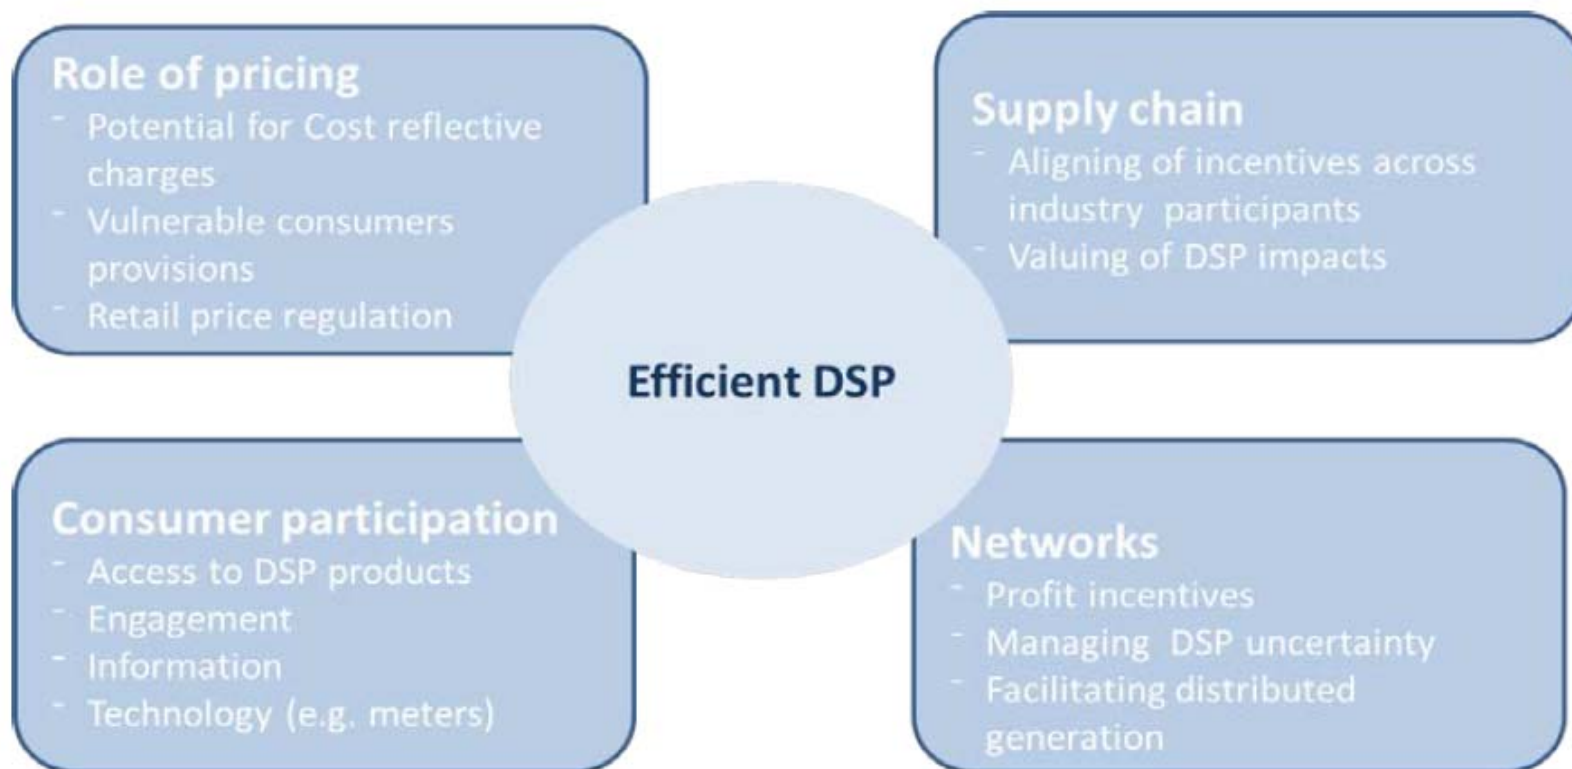 Role of pricing
- Potential for Cost reflective
charges
- Vulnerable consumers
provisions
- Retail price regulation
Supply chain
- Aligning of incentives across
industry participants
- Valuing of DSP impacts
Efficient DSP
Consumer participation
- Access to DSP products
- Engagement
- Information
- Technology (e.g. meters)
Networks
- Profit incentives
- Managing DSP uncertainty
- Facilitating distributed
generation